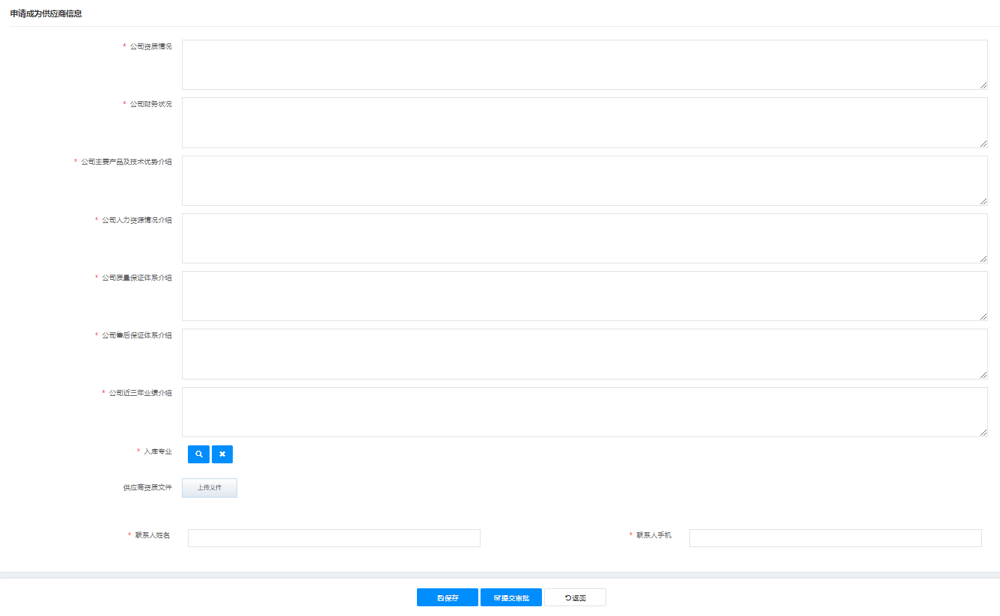 申请成为供应商信息
* 公司资质情况
* 公司财务状况
* 公司主要产品及技术优势介绍
* 公司人力资源情况介绍
* 公司质量保证体系介绍
* 公司售后保证体系介绍
* 公司近三年业绩介绍
* 入库专业
供应商资质文件 上传文件
* 联系人姓名 * 联系人手机
保存 提交审批 返回